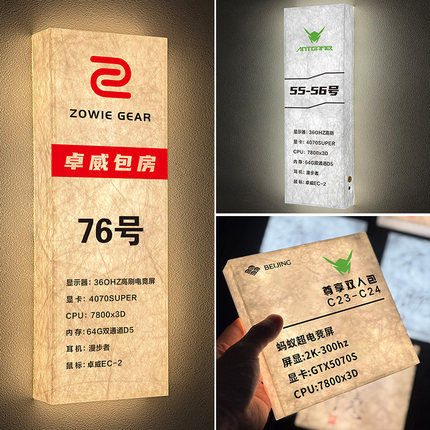 ZOWIE GEAR
卓威包房
76号
显示器：360HZ高刷电竞屏
显卡：4070SUPER
CPU：7800x3D
内存：64G双通道D5
耳机：漫步者
鼠标：卓威EC-2
ANTGAMER
55-56号
显示器：360HZ高刷电竞屏
显卡：4070SUPER
CPU：7800x3D
内存：64G双通道D5
耳机：漫步者
鼠标：卓威EC-2
BEIJING
尊享双人包
C23-C24
蚂蚁超电竞屏
屏显:2K-300hz
显卡:GTX5070S
CPU:7800x3D